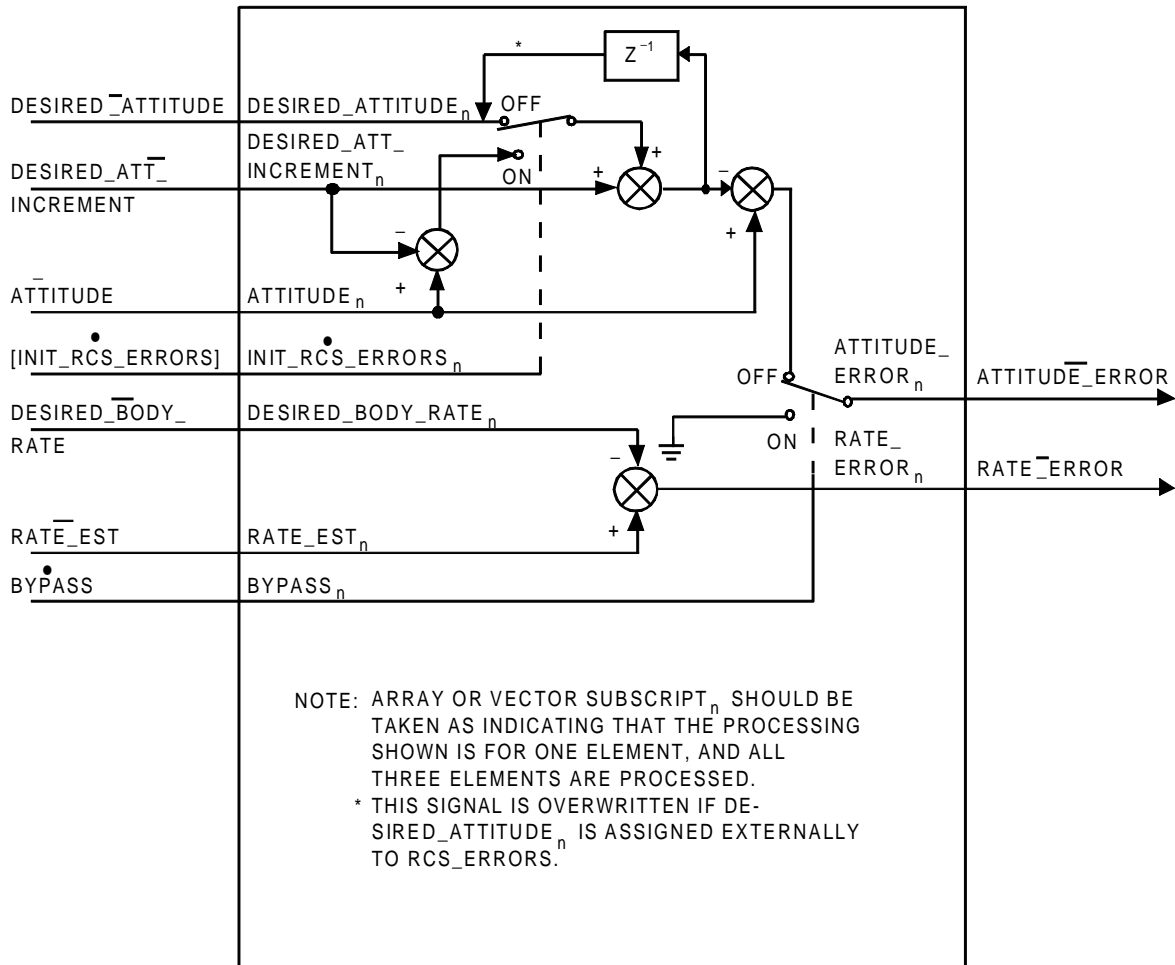 *
Z⁻¹
DESIRED_ATTITUDE
DESIRED_ATTITUDEn
OFF
DESIRED_ATT_
INCREMENT
DESIRED_ATT_
INCREMENTn
ON
+
+
−
+
−
+
ATTITUDE
ATTITUDEn
[INIT_RCS_ERRORS]
INIT_RCS_ERRORSn
OFF
ATTITUDE_
ERRORn
ATTITUDE_ERROR
DESIRED_BODY_
RATE
DESIRED_BODY_RATEn
ON
RATE_
ERRORn
RATE_ERROR
−
+
RATE_EST
RATE_ESTn
BYPASS
BYPASSn
NOTE: ARRAY OR VECTOR SUBSCRIPTn SHOULD BE
TAKEN AS INDICATING THAT THE PROCESSING
SHOWN IS FOR ONE ELEMENT, AND ALL
THREE ELEMENTS ARE PROCESSED.
* THIS SIGNAL IS OVERWRITTEN IF DE-
SIRED_ATTITUDEn IS ASSIGNED EXTERNALLY
TO RCS_ERRORS.